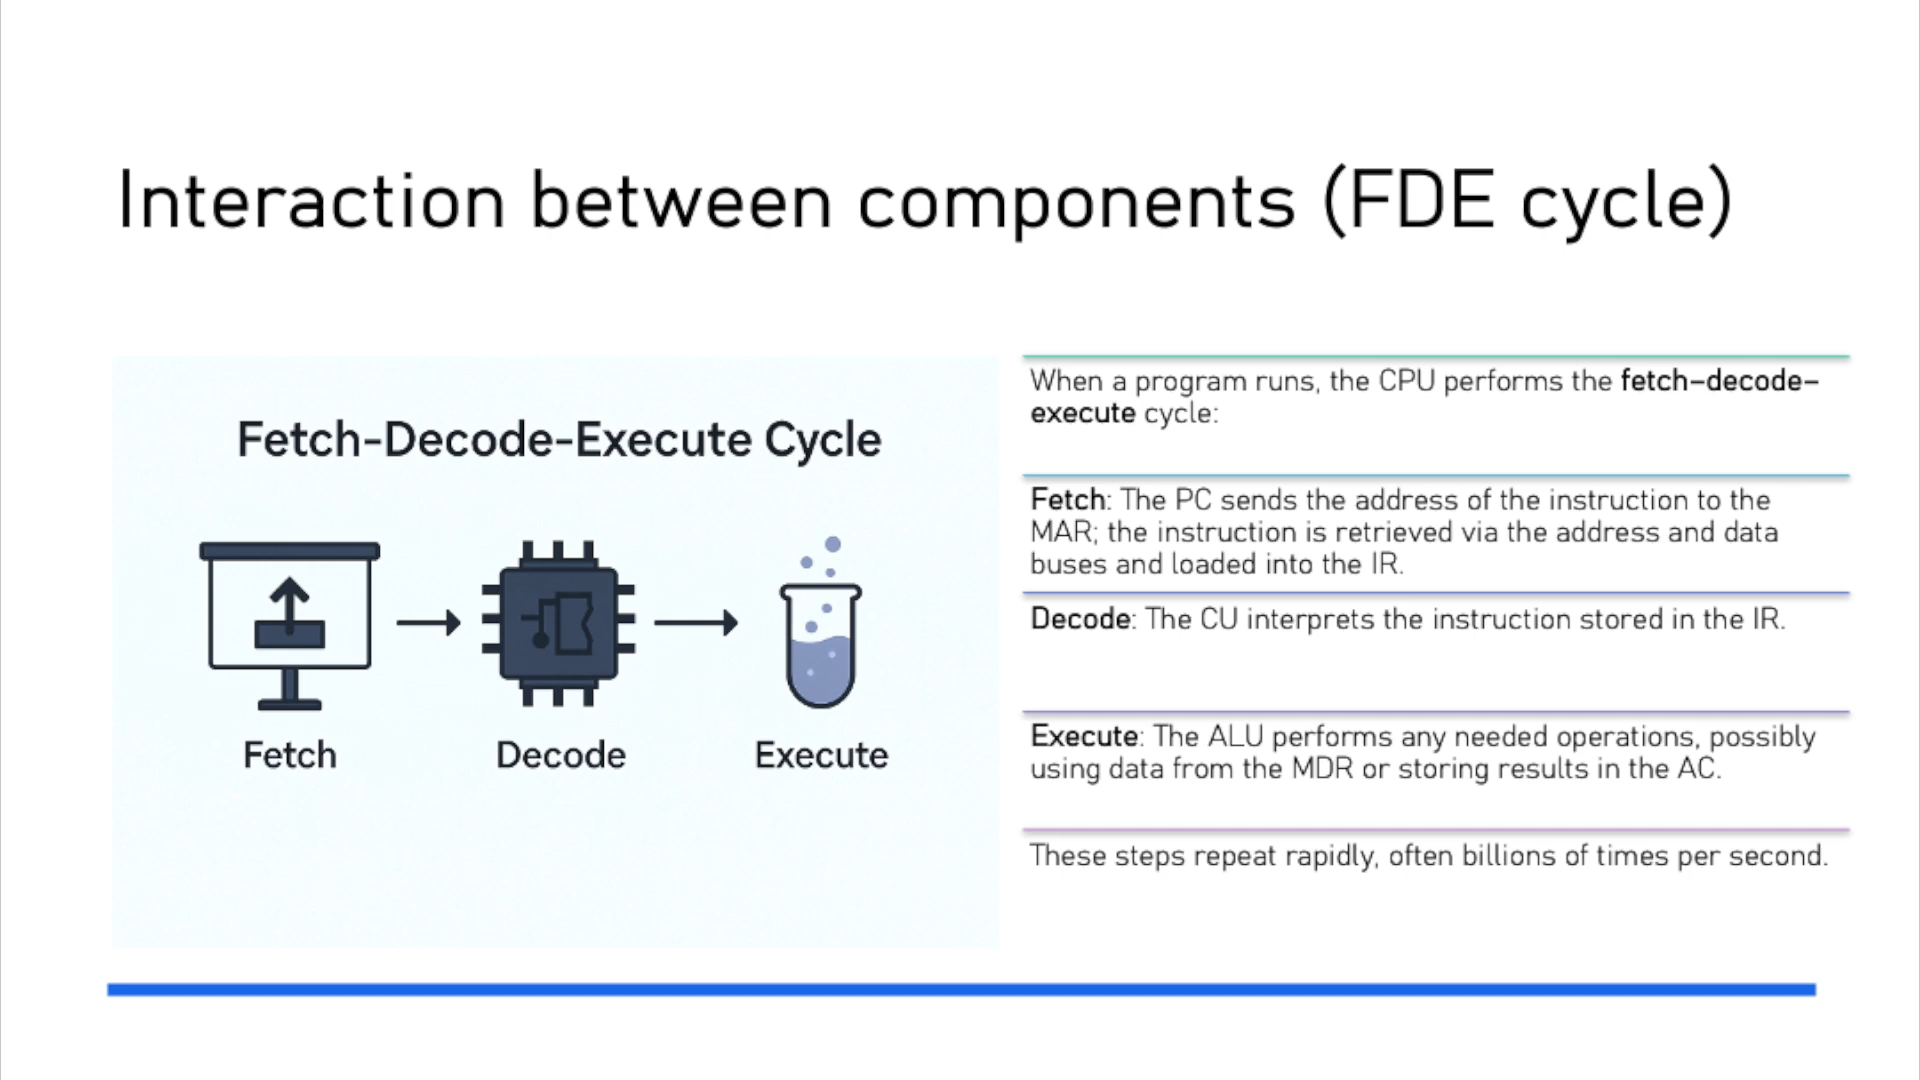 Interaction between components (FDE cycle)
Fetch-Decode-Execute Cycle
Fetch
Decode
Execute
When a program runs, the CPU performs the fetch–decode–
execute cycle:
Fetch: The PC sends the address of the instruction to the
MAR; the instruction is retrieved via the address and data
buses and loaded into the IR.
Decode: The CU interprets the instruction stored in the IR.
Execute: The ALU performs any needed operations, possibly
using data from the MDR or storing results in the AC.
These steps repeat rapidly, often billions of times per second.